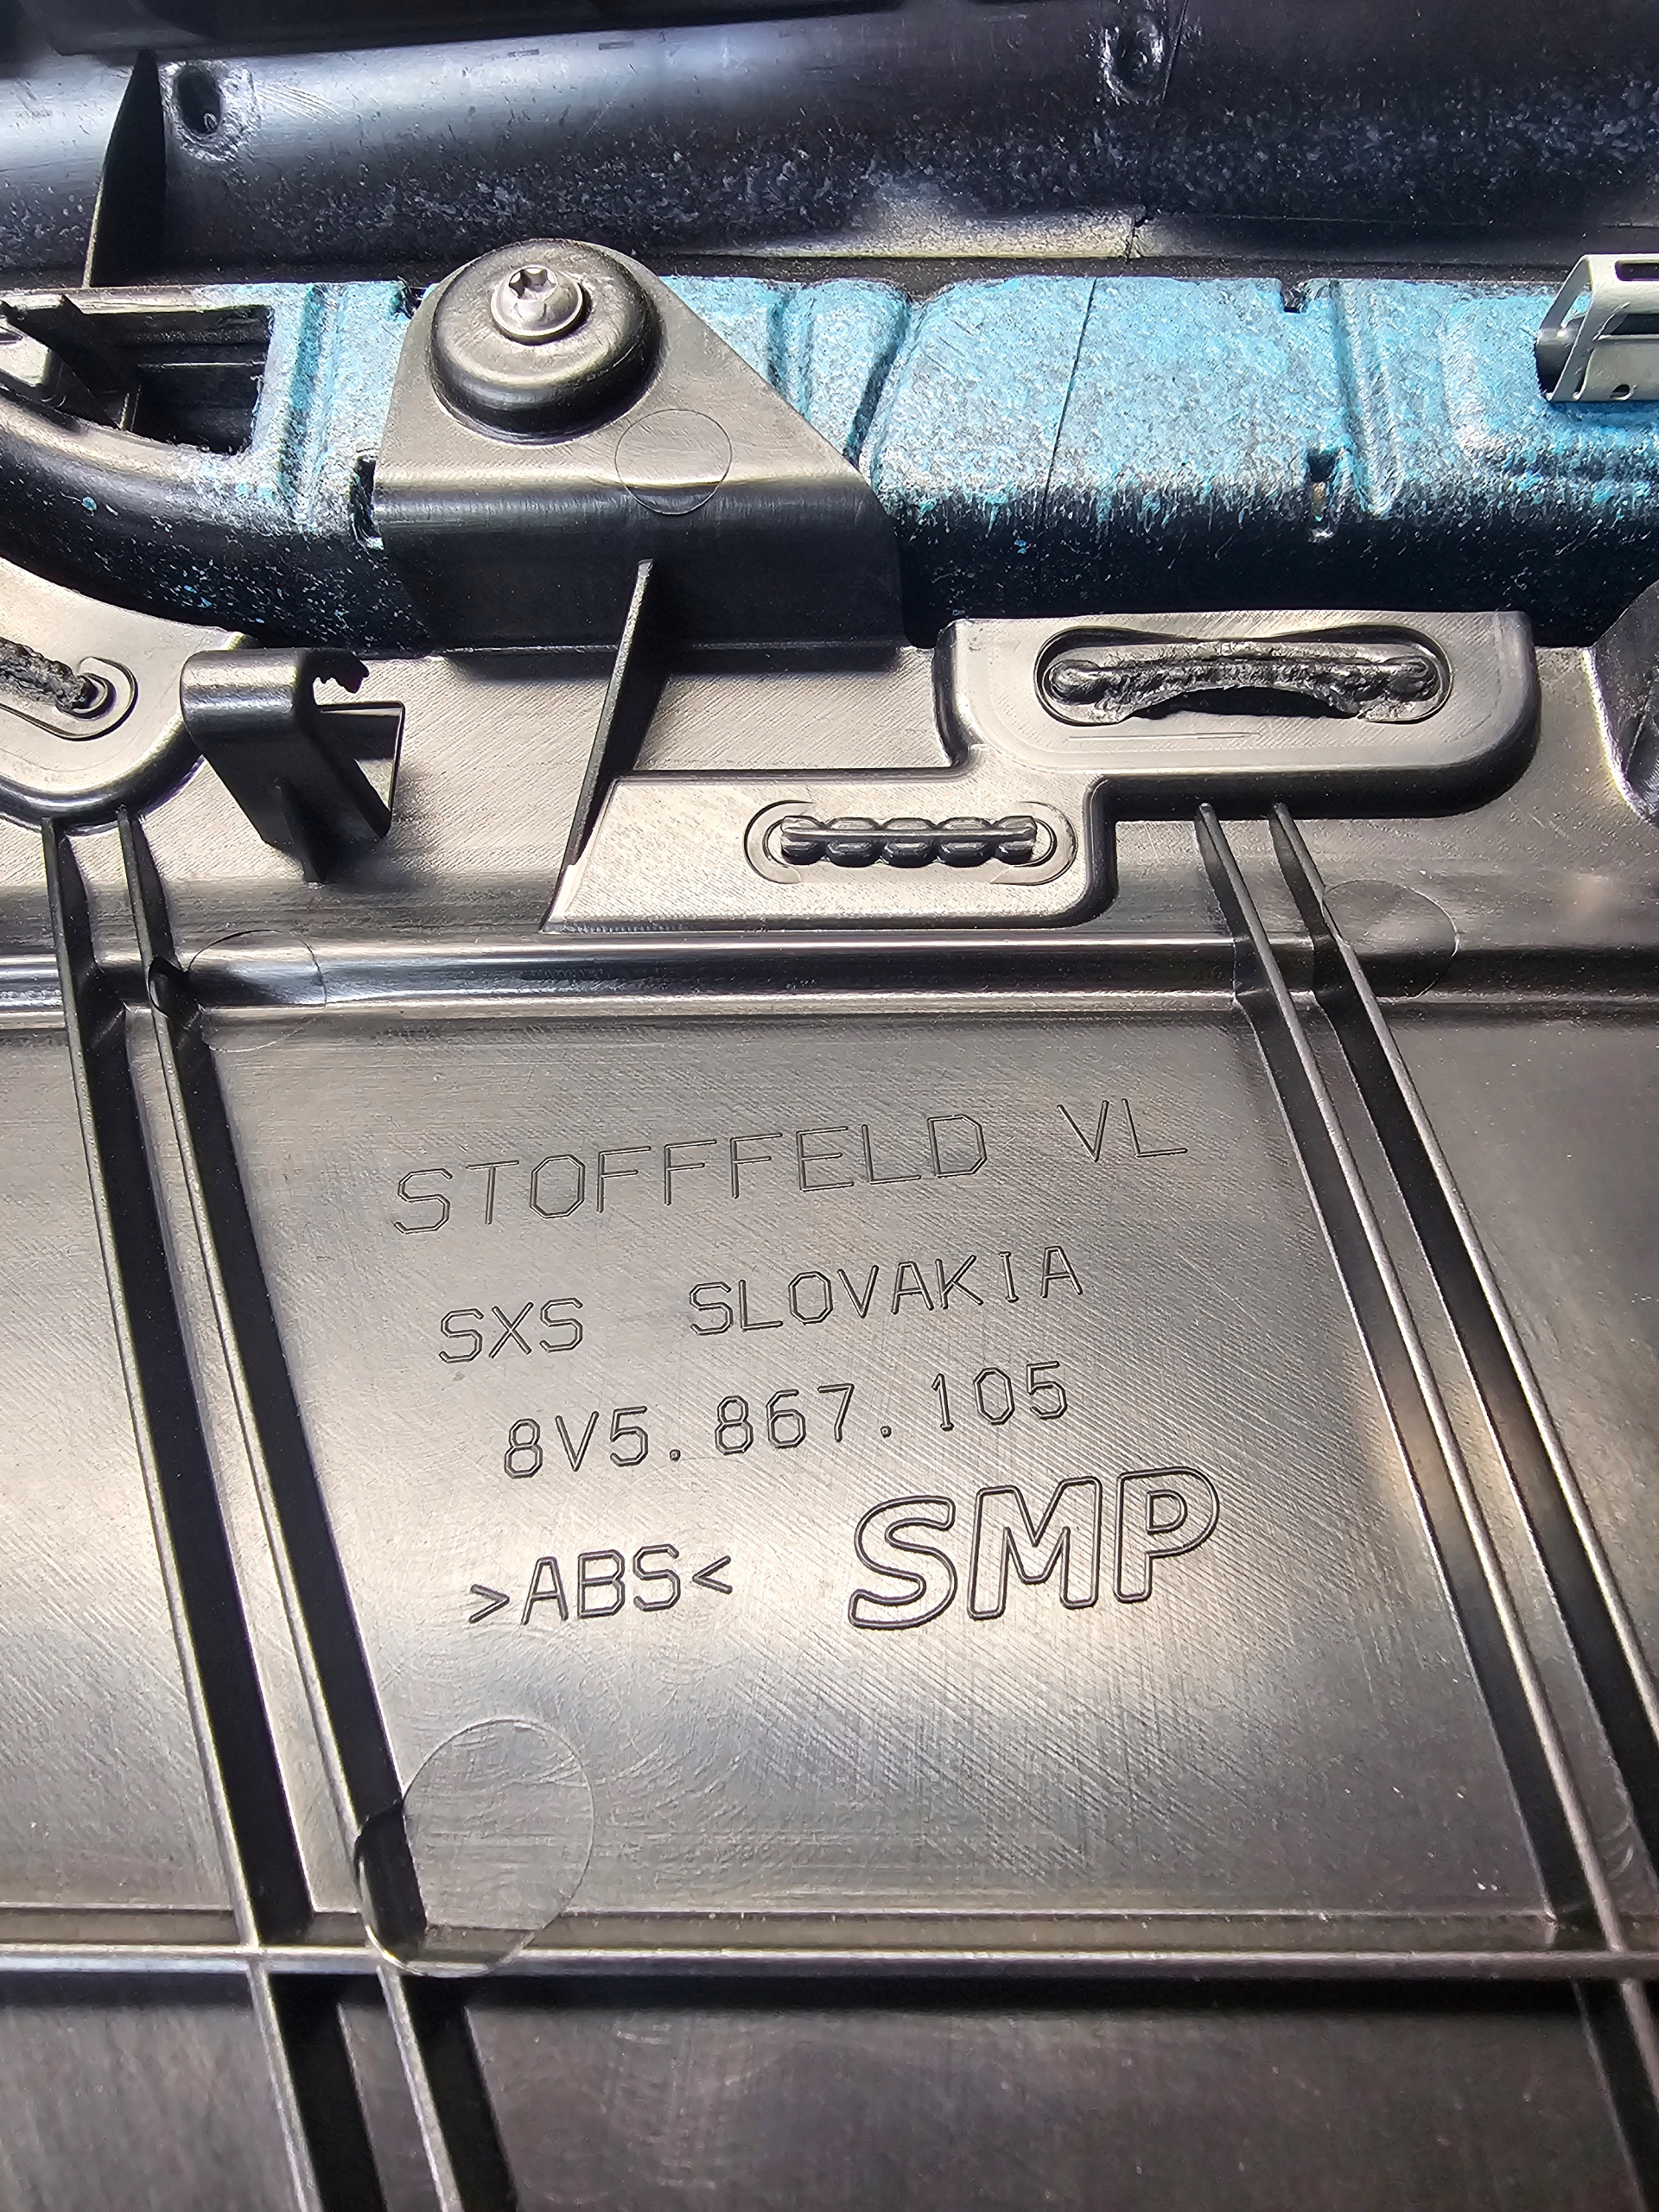 STOFFFELD VL
SXS SLOVAKIA
8V5.867.105
>ABS< SMP